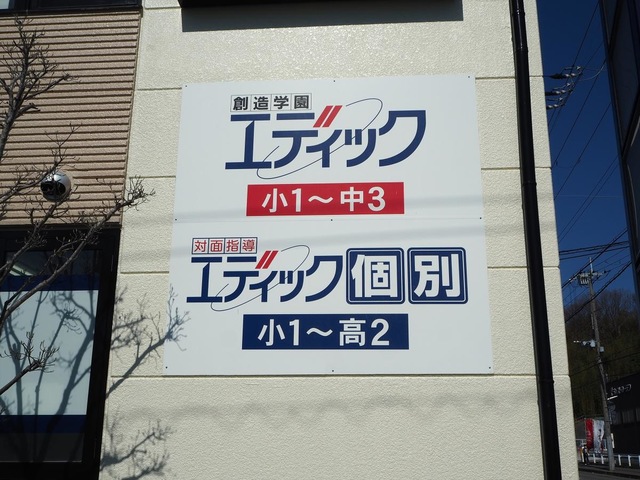 創造学園
エディック
小1～中3
対面指導
エディック個別
小1～高2